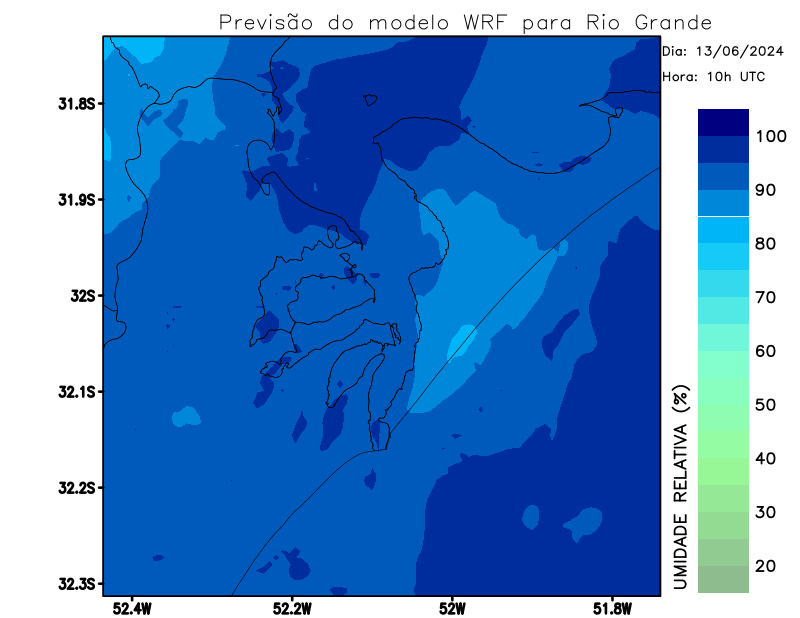 Previsão do modelo WRF para Rio Grande
Dia: 13/06/2024
Hora: 10h UTC
31.8S
31.9S
32S
32.1S
32.2S
32.3S
52.4W
52.2W
52W
51.8W
100
90
80
70
60
50
40
30
20
UMIDADE RELATIVA (%)